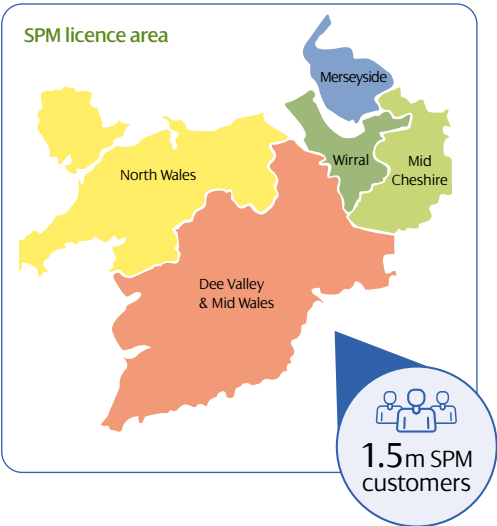 SPM licence area
Merseyside
Wirral
Mid
Cheshire
North Wales
Dee Valley
& Mid Wales
1.5m SPM
customers